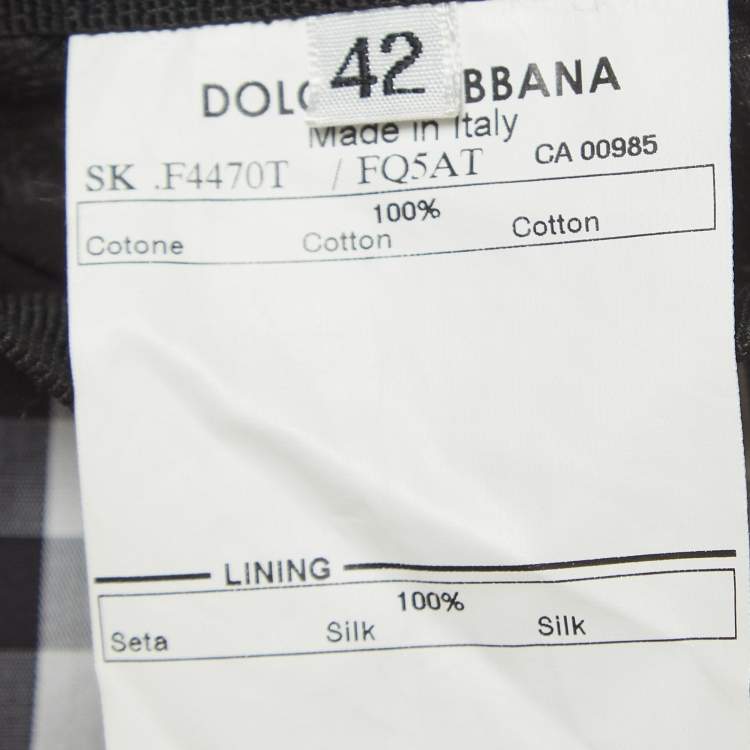 42
DOLC BBANA
Made in Italy
SK .F4470T / FQ5AT CA 00985
100%
Cotone Cotton Cotton
LINING
100%
Seta Silk Silk